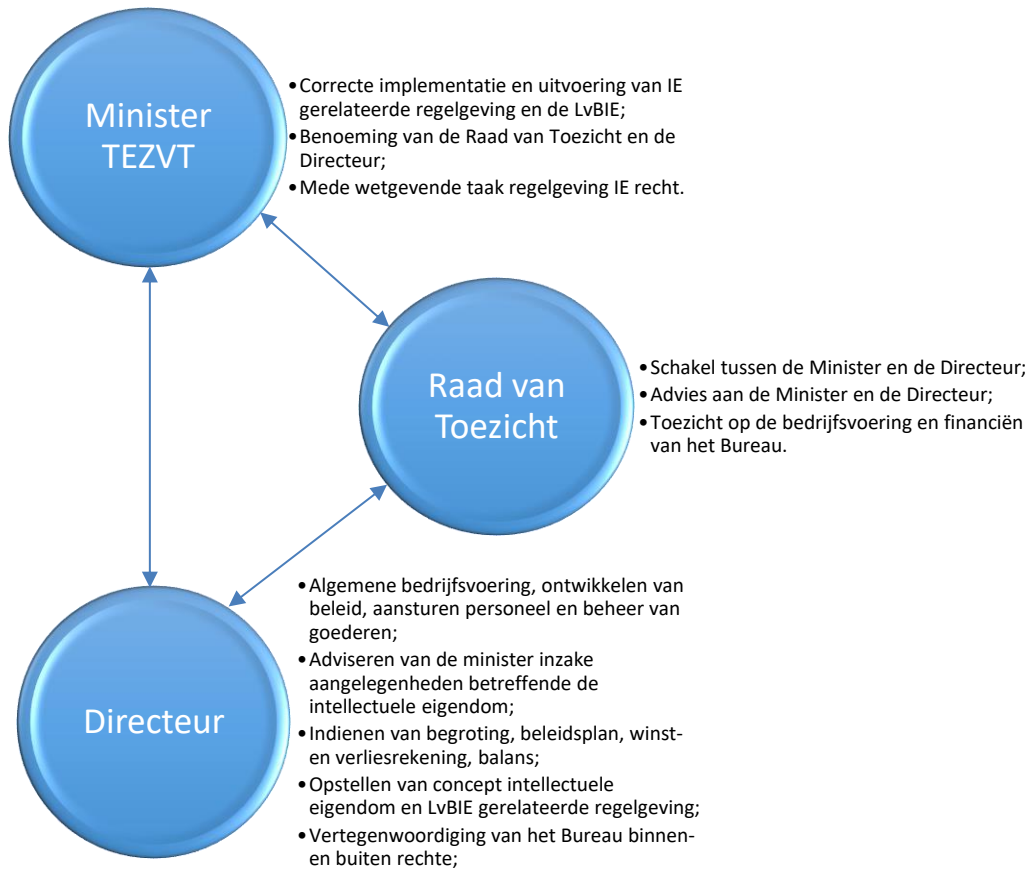 Minister
TEZVT
•Correcte implementatie en uitvoering van IE
gerelateerde regelgeving en de LvBIE;
•Benoeming van de Raad van Toezicht en de
Directeur;
•Mede wetgevende taak regelgeving IE recht.
Raad van
Toezicht
•Schakel tussen de Minister en de Directeur;
•Advies aan de Minister en de Directeur;
•Toezicht op de bedrijfsvoering en financiën
van het Bureau.
Directeur
•Algemene bedrijfsvoering, ontwikkelen van
beleid, aansturen personeel en beheer van
goederen;
•Adviseren van de minister inzake
aangelegenheden betreffende de
intellectuele eigendom;
•Indienen van begroting, beleidsplan, winst-
en verliesrekening, balans;
•Opstellen van concept intellectuele
eigendom en LvBIE gerelateerde regelgeving;
•Vertegenwoordiging van het Bureau binnen-
en buiten rechte;